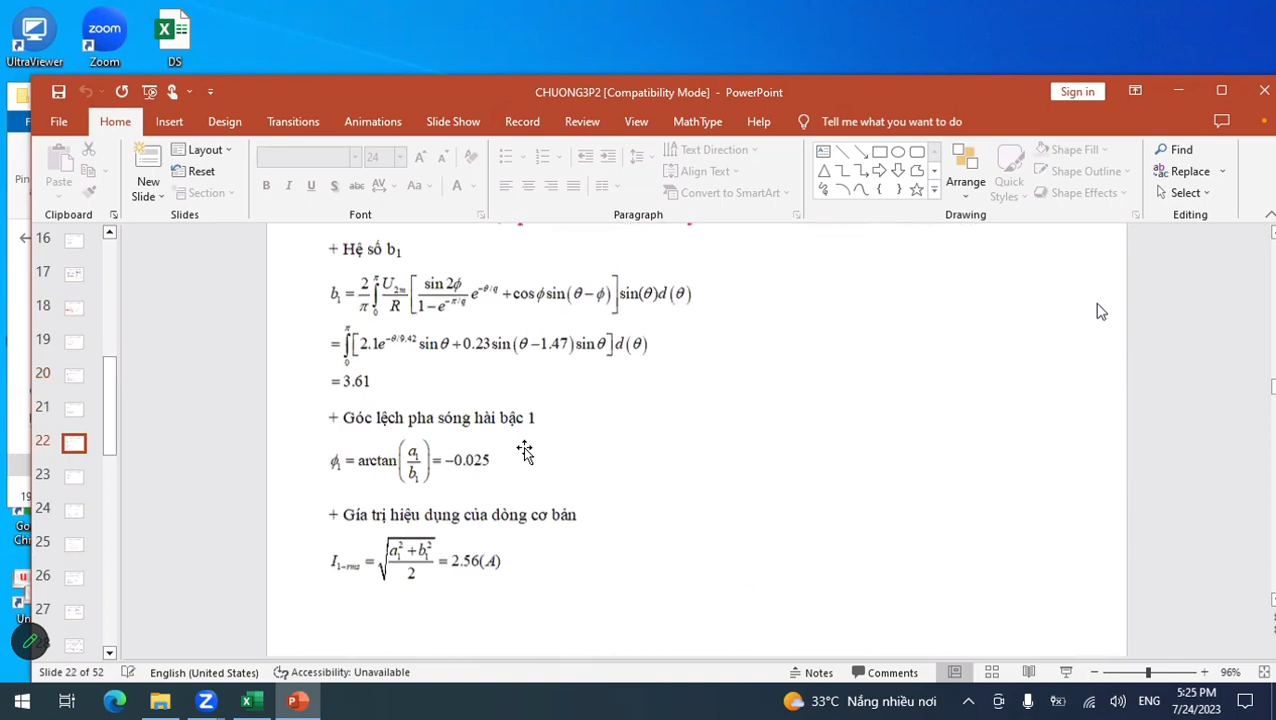 UltraViewer
Zoom
DS
CHUONG3P2 [Compatibility Mode] - PowerPoint
Sign in
File Home Insert Design Transitions Animations Slide Show Record Review View MathType Help Tell me what you want to do
Paste
Clipboard
New Slide
Layout
Reset
Section
Slides
24
B I U S abc AV Aa A
Font
Text Direction
Align Text
Convert to SmartArt
Paragraph
Arrange
Quick Styles
Shape Fill
Shape Outline
Shape Effects
Drawing
Find
Replace
Select
Editing
16
17
18
19
20
21
22
23
24
25
26
27
28
+ Hệ số b₁
b₁ = 2/π ∫₀^π U₂ₘ/R [ sin 2ϕ / (1 − e^(−π/q)) e^(−θ/q) + cos ϕ sin(θ − ϕ) ] sin(θ) d(θ)
= ∫₀^π [ 2.1e^(−θ/9.42) sin θ + 0.23 sin(θ − 1.47) sin θ ] d(θ)
= 3.61
+ Góc lệch pha sóng hài bậc 1
ϕ₁ = arctan(a₁/b₁) = −0.025
+ Gía trị hiệu dụng của dòng cơ bản
I₁₋rms = √((a₁² + b₁²)/2) = 2.56(A)
Slide 22 of 52 English (United States) Accessibility: Unavailable Notes Comments 96%
33°C Nắng nhiều nơi ENG 5:25 PM
7/24/2023